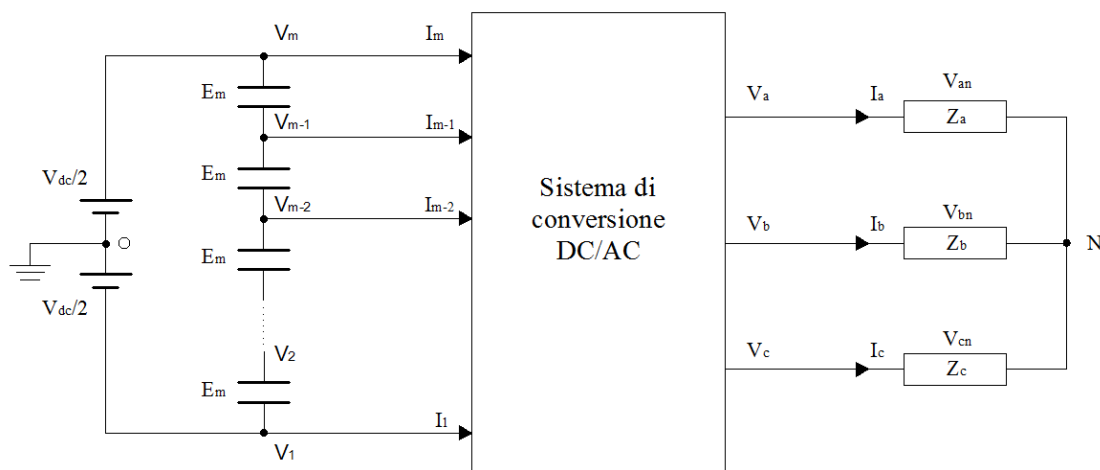 Vm
Im
Em
Vm-1
Im-1
Em
Vm-2
Im-2
Em
V2
Em
I1
V1
Vdc/2
O
Vdc/2
Sistema di
conversione
DC/AC
Va
Ia
Van
Za
Vb
Ib
Vbn
Zb
N
Vc
Ic
Vcn
Zc